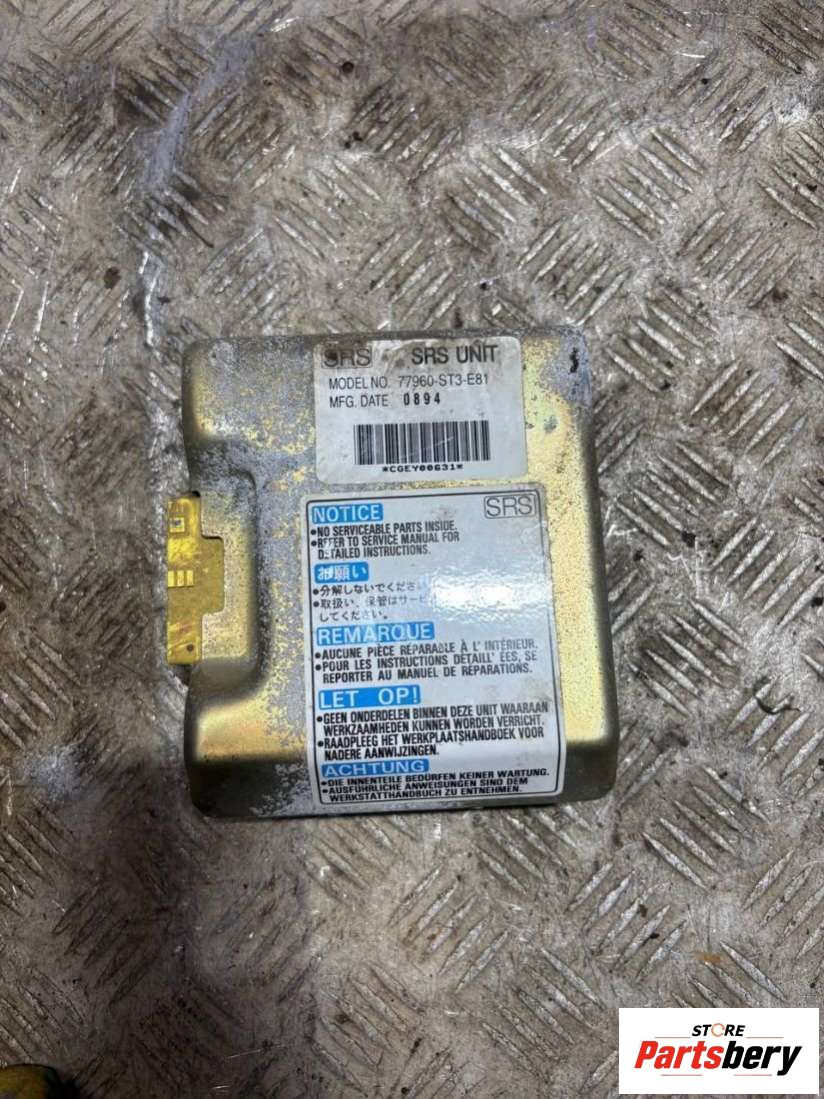 SRS SRS UNIT
MODEL NO. 77960-ST3-E81
MFG. DATE 0894
*CGEY00631*
NOTICE SRS
•NO SERVICEABLE PARTS INSIDE.
•REFER TO SERVICE MANUAL FOR
DETAILED INSTRUCTIONS.
お願い
•分解しないでください
•取扱い、保管はサービ
してください。
REMARQUE
•AUCUNE PIÈCE RÉPARABLE À L'INTÉRIEUR.
•POUR LES INSTRUCTIONS DÉTAILL' ÉES, SE
REPORTER AU MANUEL DE RÉPARATIONS.
LET OP!
•GEEN ONDERDELEN BINNEN DEZE UNIT WAARAAN
WERKZAAMHEDEN KUNNEN WORDEN VERRICHT.
•RAADPLEEG HET WERKPLAATSHANDBOEK VOOR
NADERE AANWIJZINGEN.
ACHTUNG
•DIE INNENTEILE BEDÜRFEN KEINER WARTUNG.
•AUSFÜHRLICHE ANWEISUNGEN SIND DEM
WERKSTATTHANDBUCH ZU ENTNEHMEN.
STORE
Partsbery